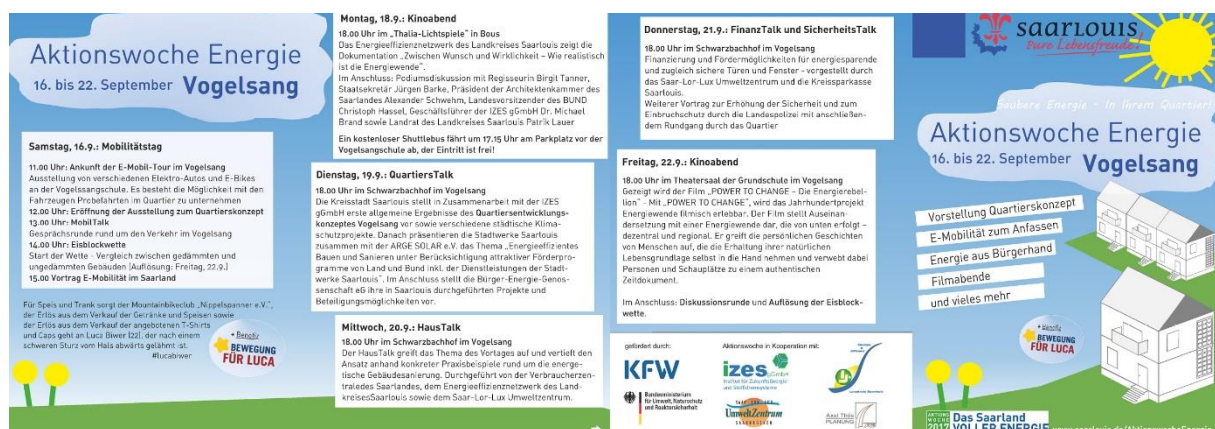 Aktionswoche Energie
16. bis 22. September Vogelsang
Samstag, 16.9.: Mobilitätstag
11.00 Uhr: Ankunft der E-Mobil-Tour im Vogelsang
Ausstellung von verschiedenen Elektro-Autos und E-Bikes
an der Vogelssangschule. Es besteht die Möglichkeit mit den
Fahrzeugen Probefahrten im Quartier zu unternehmen
12.00 Uhr: Eröffnung der Ausstellung zum Quartierskonzept
13.00 Uhr: MobilTalk
Gesprächsrunde rund um den Verkehr im Vogelsang
14.00 Uhr: Eisblockwette
Start der Wette - Vergleich zwischen gedämmten und
ungedämmten Gebäuden (Auflösung: Freitag, 22.9.)
15.00 Vortrag E-Mobilität im Saarland
Für Speis und Trank sorgt der Mountainbikeclub „Nippelspanner e.V.",
der Erlös aus dem Verkauf der Getränke und Speisen sowie
der Erlös aus dem Verkauf der angebotenen T-Shirts
und Caps geht an Luca Biwer (22), der nach einem
schweren Sturz vom Hals abwärts gelähmt ist.
#lucabiwer
+ Benefiz
BEWEGUNG
FÜR LUCA
Montag, 18.9.: Kinoabend
18.00 Uhr im „Thalia-Lichtspiele" in Bous
Das Energieeffizienznetzwerk des Landkreises Saarlouis zeigt die
Dokumentation „Zwischen Wunsch und Wirklichkeit – Wie realistisch
ist die Energiewende".
Im Anschluss: Podiumsdiskussion mit Regisseurin Birgit Tanner,
Staatsekretär Jürgen Barke, Präsident der Architektenkammer des
Saarlandes Alexander Schwehm, Landesvorsitzender des BUND
Christoph Hassel, Geschäftsführer der IZES gGmbH Dr. Michael
Brand sowie Landrat des Landkreises Saarlouis Patrik Lauer
Ein kostenloser Shuttlebus fährt um 17.15 Uhr am Parkplatz vor der
Vogelsangschule ab, der Eintritt ist frei!
Dienstag, 19.9.: QuartiersTalk
18.00 Uhr im Schwarzbachhof im Vogelsang
Die Kreisstadt Saarlouis stellt in Zusammenarbeit mit der IZES
gGmbH erste allgemeine Ergebnisse des Quartiersentwicklungs-
konzeptes Vogelsang vor sowie verschiedene städtische Klima-
schutzprojekte. Danach präsentieren die Stadtwerke Saarlouis
zusammen mit der ARGE SOLAR e.V. das Thema „Energieeffizientes
Bauen und Sanieren unter Berücksichtigung attraktiver Förderpro-
gramme von Land und Bund inkl. der Dienstleistungen der Stadt-
werke Saarlouis". Im Anschluss stellt die Bürger-Energie-Genos-
senschaft eG ihre in Saarlouis durchgeführten Projekte und
Beteiligungsmöglichkeiten vor.
Mittwoch, 20.9.: HausTalk
18.00 Uhr im Schwarzbachhof im Vogelsang
Der HausTalk greift das Thema des Vortages auf und vertieft den
Ansatz anhand konkreter Praxisbeispiele rund um die energe-
tische Gebäudesanierung. Durchgeführt von der Verbraucherzen-
traledes Saarlandes, dem Energieeffizienznetzwerk des Land-
kreisesSaarlouis sowie dem Saar-Lor-Lux Umweltzentrum.
Donnerstag, 21.9.: FinanzTalk und SicherheitsTalk
18.00 Uhr im Schwarzbachhof im Vogelsang
Finanzierung und Fördermöglichkeiten für energiesparende
und zugleich sichere Türen und Fenster - vorgestellt durch
das Saar-Lor-Lux Umweltzentrum und die Kreissparkasse
Saarlouis.
Weiterer Vortrag zur Erhöhung der Sicherheit und zum
Einbruchschutz durch die Landespolizei mit anschließen-
dem Rundgang durch das Quartier
Freitag, 22.9.: Kinoabend
18.00 Uhr im Theatersaal der Grundschule im Vogelsang
Gezeigt wird der Film „POWER TO CHANGE – Die Energierebel-
lion" - Mit „POWER TO CHANGE", wird das Jahrhundertprojekt
Energiewende filmisch erlebbar. Der Film stellt Auseinan-
dersetzung mit einer Energiewende dar, die von unten erfolgt –
dezentral und regional. Er greift die persönlichen Geschichten
von Menschen auf, die die Erhaltung ihrer natürlichen
Lebensgrundlage selbst in die Hand nehmen und verwebt dabei
Personen und Schauplätze zu einem authentischen
Zeitdokument.
Im Anschluss: Diskussionsrunde und Auflösung der Eisblock-
wette.
gefördert durch:
Aktionswoche in Kooperation mit:
KFW
Bundesministerium
für Umwelt, Naturschutz
und Reaktorsicherheit
izes gGmbH
Institut für ZukunftsEnergie-
und Stoffstromsysteme
UmweltZentrum
SAARBRÜCKEN
PLANUNG
saarlouis
Pure Lebensfreude!
Saubere Energie – In Ihrem Quartier!
Aktionswoche Energie
16. bis 22. September Vogelsang
Vorstellung Quartierskonzept
E-Mobilität zum Anfassen
Energie aus Bürgerhand
Filmabende
und vieles mehr
+ Benefiz
BEWEGUNG
FÜR LUCA
AKTIONS
WOCHE
2017
Das Saarland
VOLLER ENERGIE
www.saarlouis.de/AktionswocheEnergie